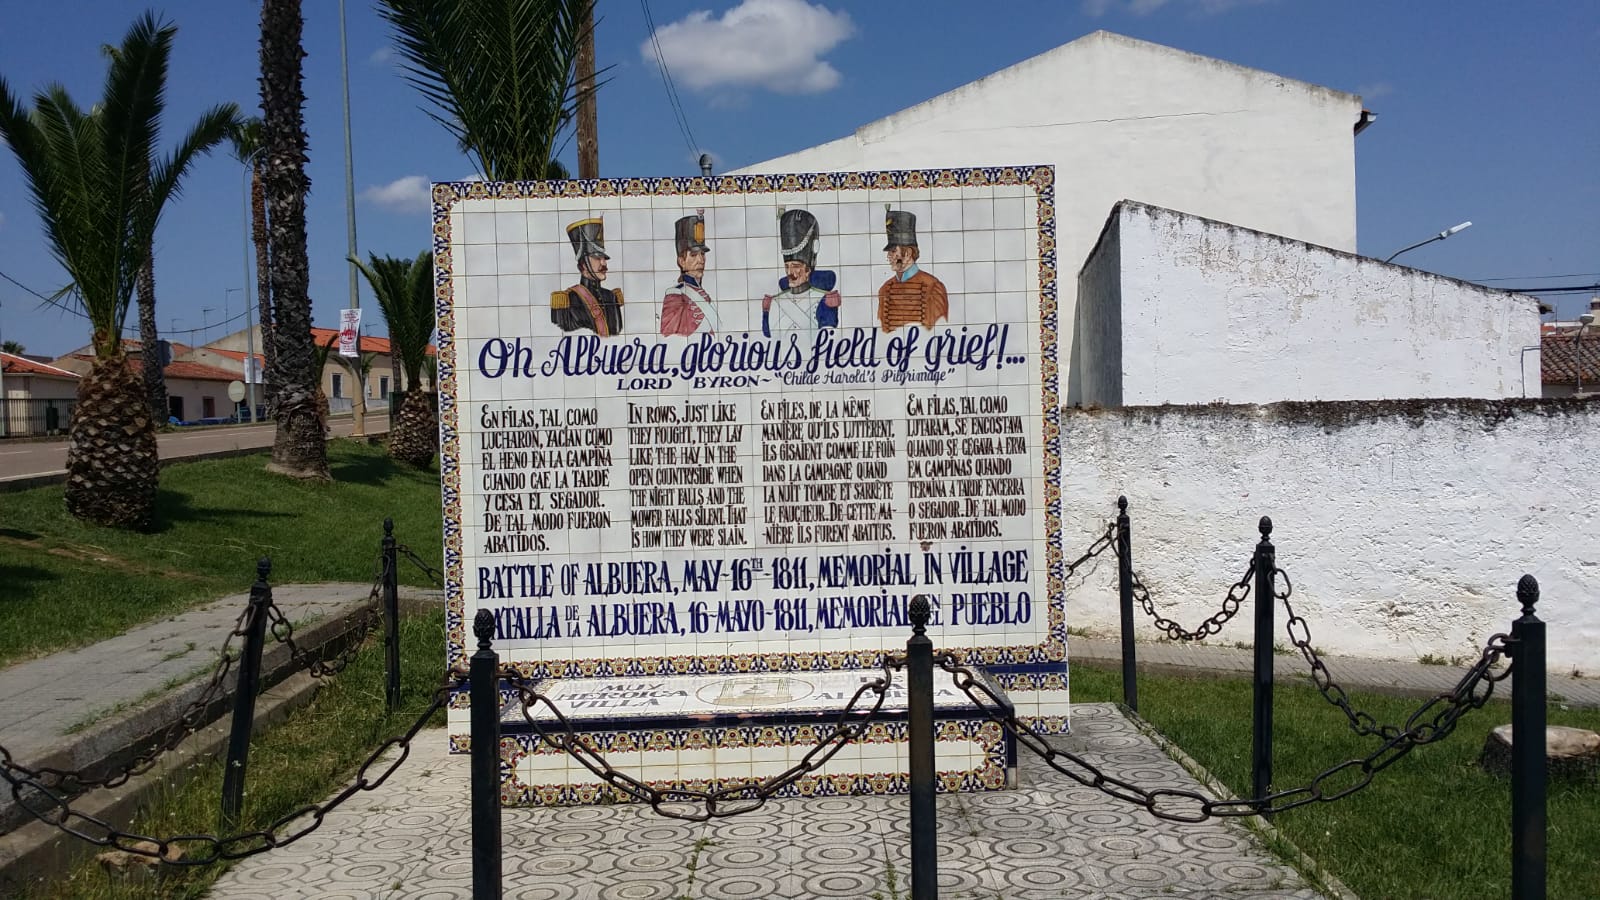 Oh Albuera, glorious field of grief!...
LORD BYRON~"Childe Harold's Pilgrimage"
EN FILAS, TAL COMO
LUCHARON, YACIAN COMO
EL HENO EN LA CAMPIÑA
CUANDO CAE LA TARDE
Y CESA EL SEGADOR.
DE TAL MODO FUERON
ABATIDOS.
IN ROWS, JUST LIKE
THEY FOUGHT, THEY LAY
LIKE THE HAY IN THE
OPEN COUNTRYSIDE WHEN
THE NIGHT FALLS AND THE
MOWER FALLS SILENT. THAT
IS HOW THEY WERE SLAIN.
EN FILES, DE LA MÊME
MANIÈRE QU'ILS LUTTÈRENT,
ILS GISAIENT COMME LE FOIN
DANS LA CAMPAGNE QUAND
LA NUIT TOMBE ET S'ARRÊTE
LE FAUCHEUR. DE CETTE MA-
-NIÈRE ILS FURENT ABATTUS.
EM FILAS, TAL COMO
LUTARAM, SE ENCOSTAVA
QUANDO SE CEGAVA A ERVA
EM CAMPINAS QUANDO
TERMINA A TARDE ENCERRA
O SEGADOR. DE TAL MODO
FUERON ABATIDOS.
BATTLE OF ALBUERA, MAY-16TH-1811, MEMORIAL IN VILLAGE
BATALLA DE LA ALBUERA, 16-MAYO-1811, MEMORIAL EN PUEBLO
MUY HEROICA
VILLA